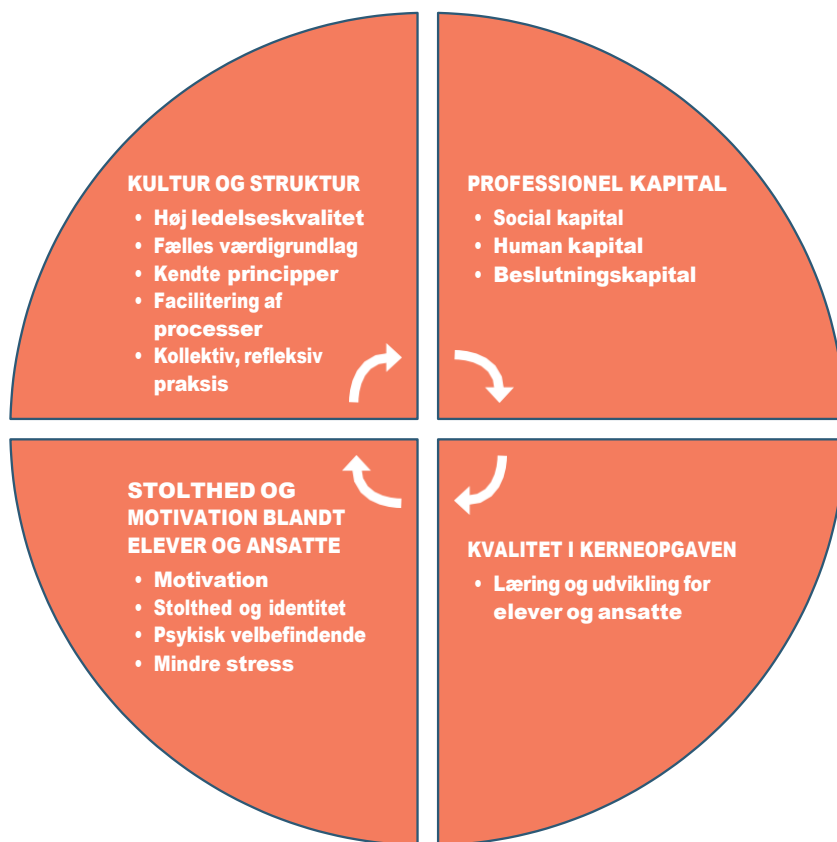 KULTUR OG STRUKTUR
• Høj ledelseskvalitet
• Fælles værdigrundlag
• Kendte principper
• Facilitering af
processer
• Kollektiv, refleksiv
praksis
PROFESSIONEL KAPITAL
• Social kapital
• Human kapital
• Beslutningskapital
STOLTHED OG
MOTIVATION BLANDT
ELEVER OG ANSATTE
• Motivation
• Stolthed og identitet
• Psykisk velbefindende
• Mindre stress
KVALITET I KERNEOPGAVEN
• Læring og udvikling for
elever og ansatte